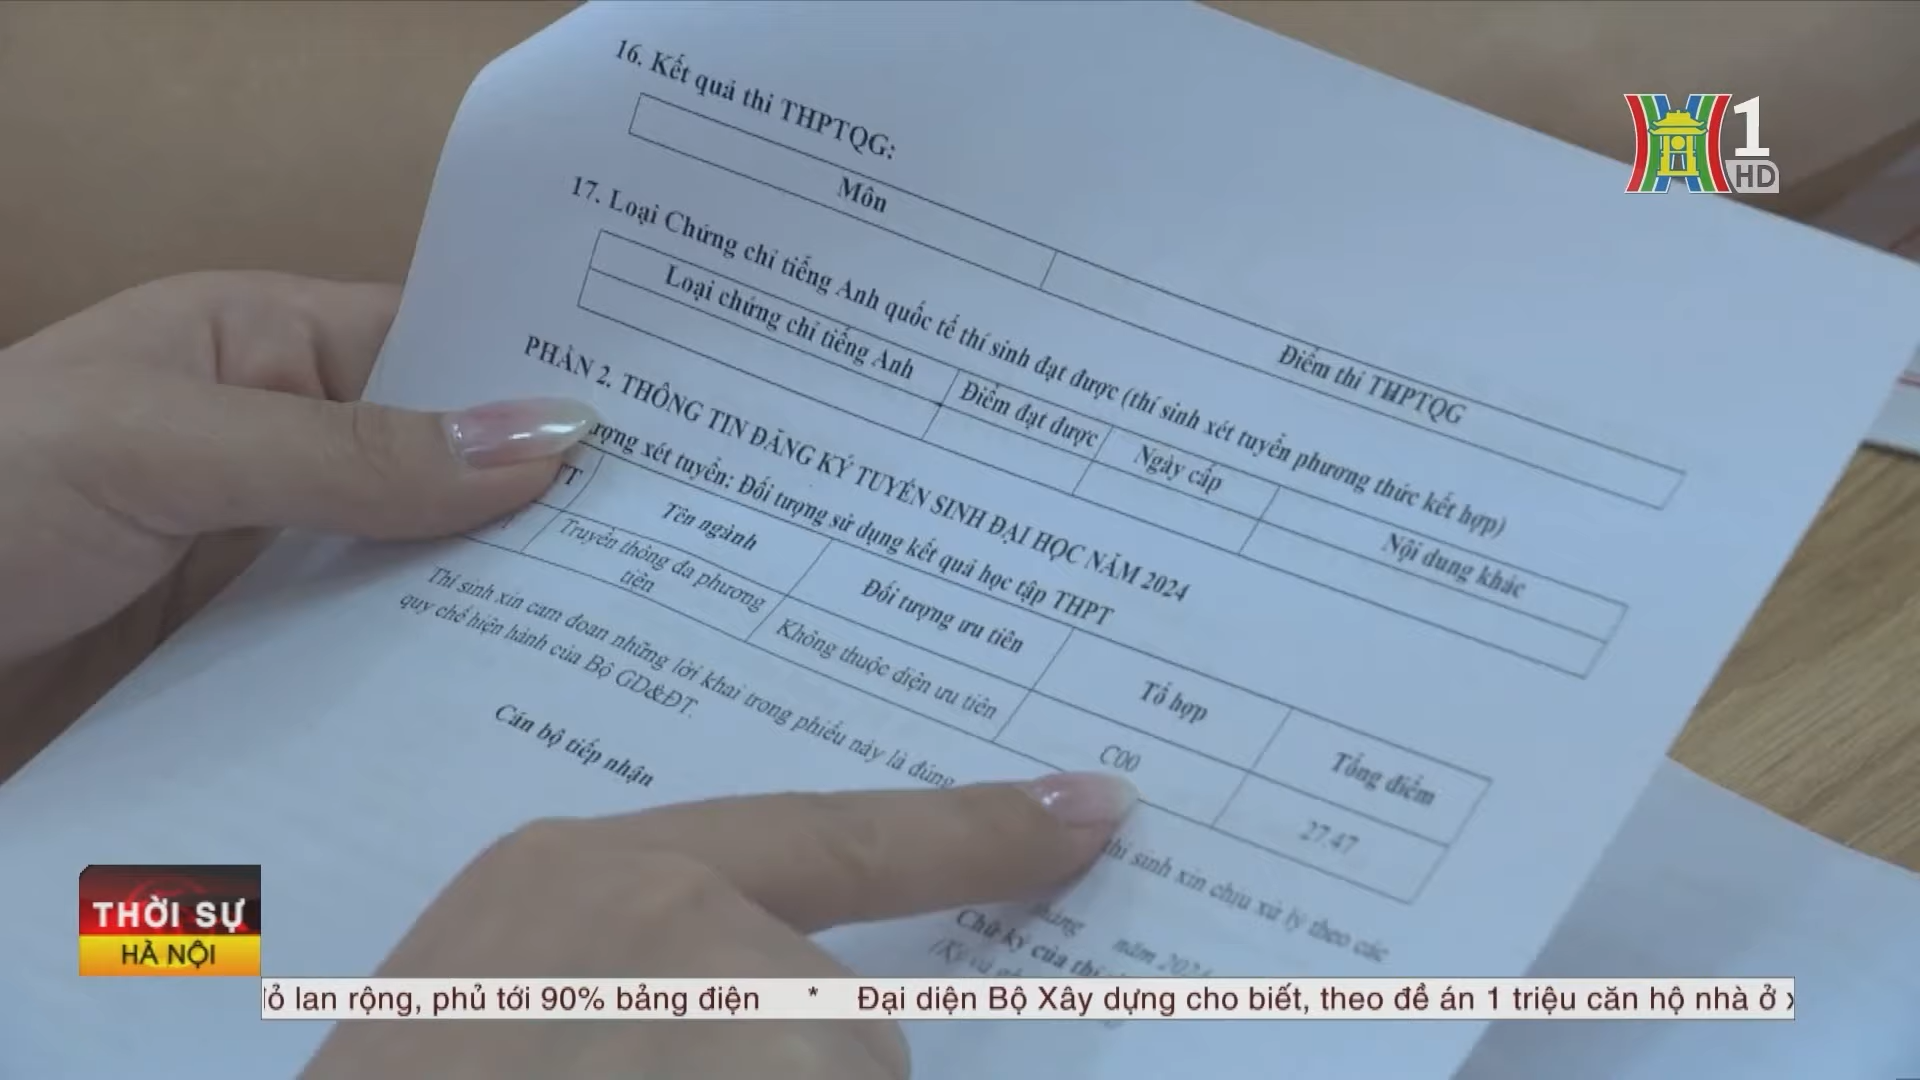 16. Kết quả thi THPTQG:
Môn
Điểm thi THPTQG
17. Loại Chứng chỉ tiếng Anh quốc tế thí sinh đạt được (thí sinh xét tuyển phương thức kết hợp)
Loại chứng chỉ tiếng Anh
Điểm đạt được
Ngày cấp
Nội dung khác
PHẦN 2. THÔNG TIN ĐĂNG KÝ TUYỂN SINH ĐẠI HỌC NĂM 2024
xét tuyển: Đối tượng sử dụng kết quả học tập THPT
Tên ngành
Đối tượng ưu tiên
Tổ hợp
Tổng điểm
Truyền thông đa phương
tiện
Không thuộc diện ưu tiên
C00
27.47
Thí sinh xin cam đoan những lời khai trong phiếu này là đúng
thí sinh xin chịu xử lý theo các
quy chế hiện hành của Bộ GD&ĐT.
tháng năm 2024
Cán bộ tiếp nhận
Chữ ký của
1
HD
THỜI SỰ
HÀ NỘI
lan rộng, phủ tới 90% bảng điện * Đại diện Bộ Xây dựng cho biết, theo đề án 1 triệu căn hộ nhà ở